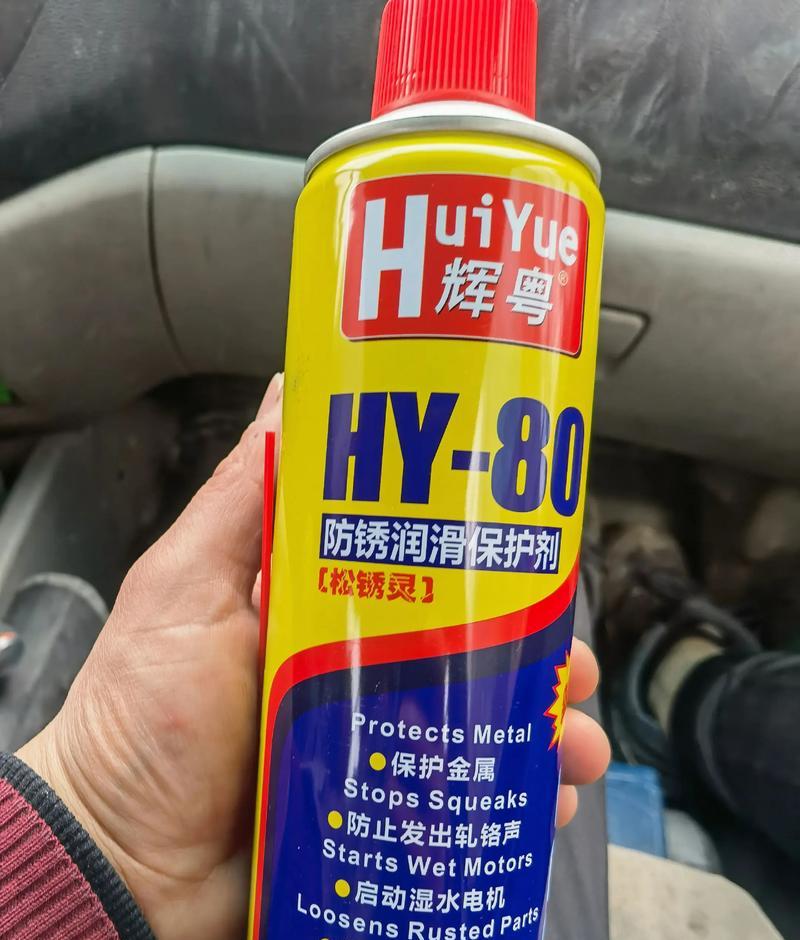 HuiYue
辉粤®
HY-80
防锈润滑保护剂
【松锈灵】
Protects Metal
保护金属
Stops Squeaks
防止发出轧铬声
Starts Wet Motors
启动湿水电机
Loosens Rusted Parts